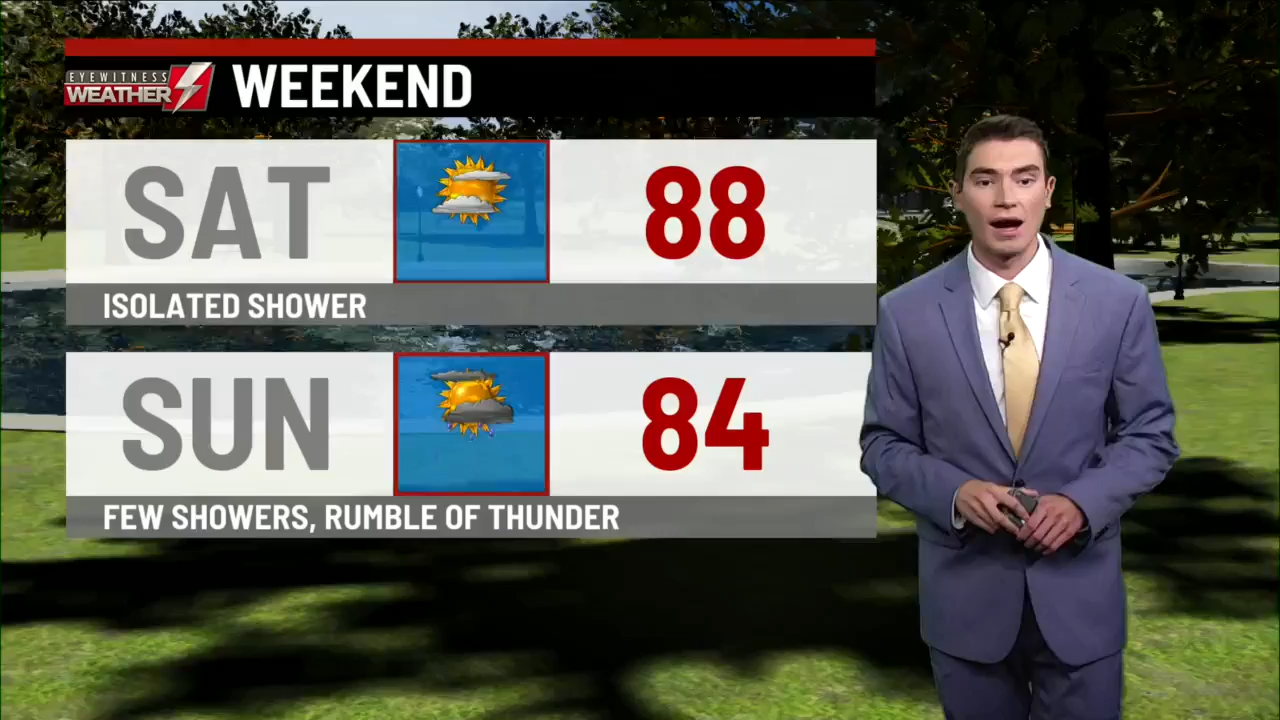 EYEWITNESS
WEATHER
WEEKEND
SAT
88
ISOLATED SHOWER
SUN
84
FEW SHOWERS, RUMBLE OF THUNDER